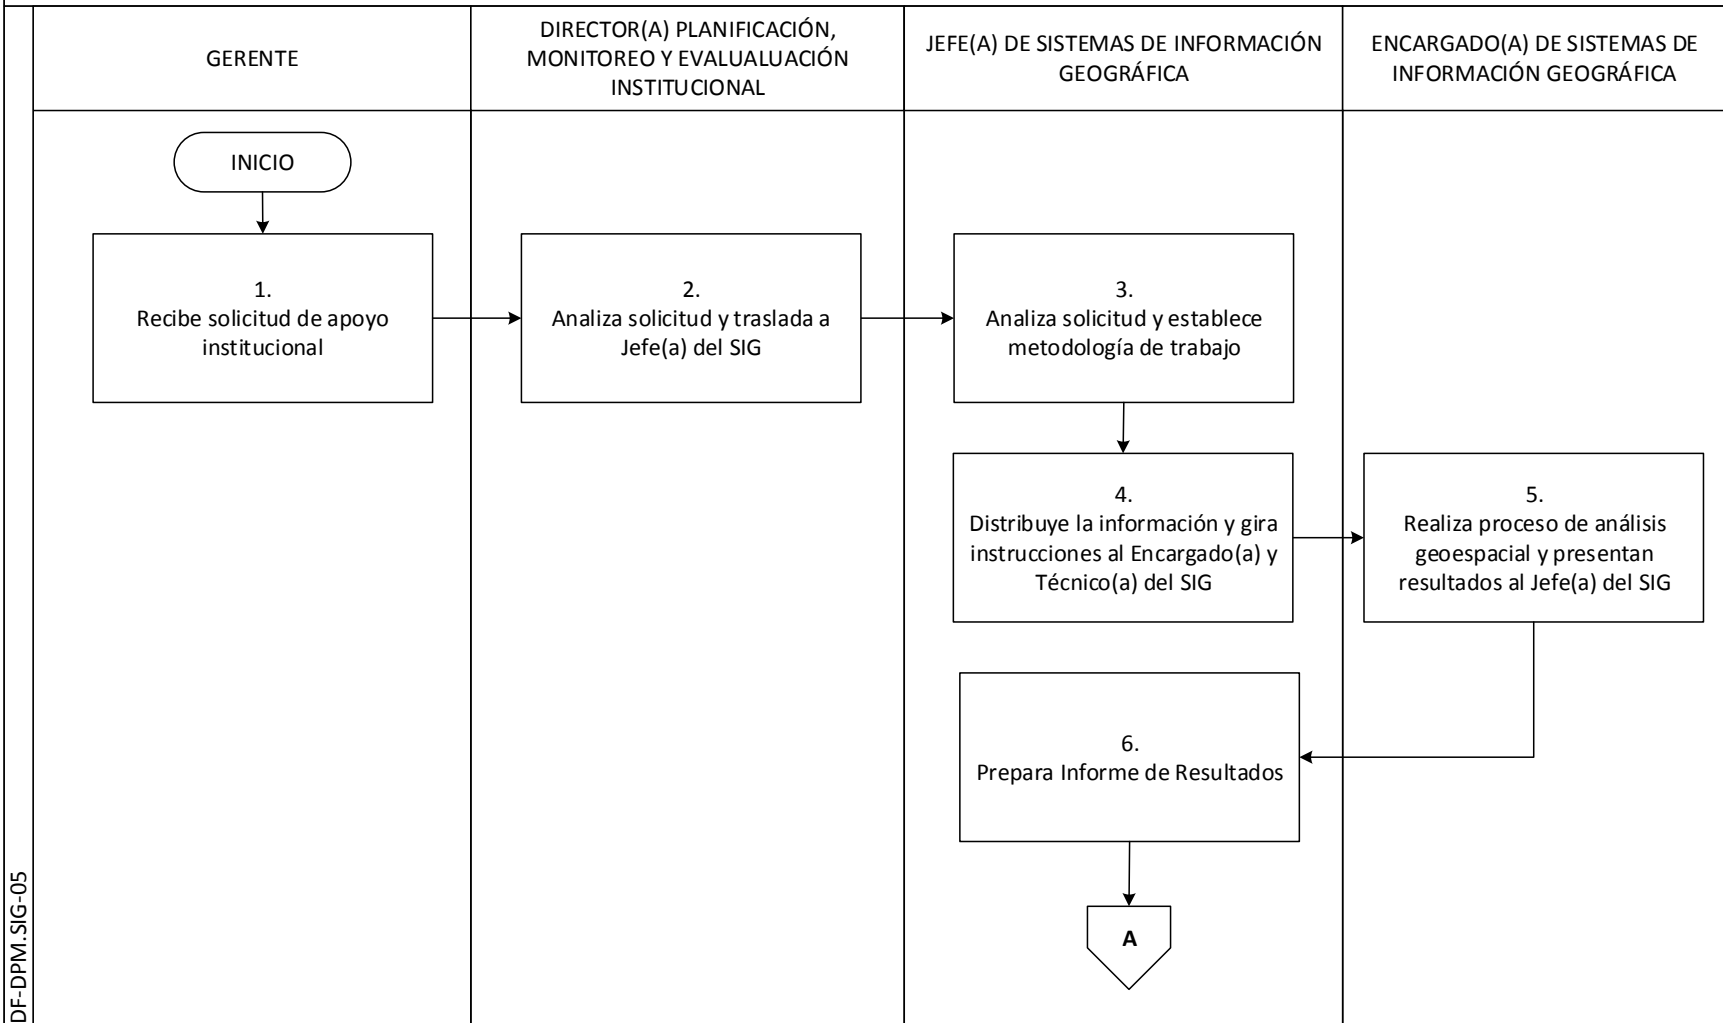 GERENTE
DIRECTOR(A) PLANIFICACIÓN,
MONITOREO Y EVALUALUACIÓN
INSTITUCIONAL
JEFE(A) DE SISTEMAS DE INFORMACIÓN
GEOGRÁFICA
ENCARGADO(A) DE SISTEMAS DE
INFORMACIÓN GEOGRÁFICA
INICIO
1.
Recibe solicitud de apoyo
institucional
2.
Analiza solicitud y traslada a
Jefe(a) del SIG
3.
Analiza solicitud y establece
metodología de trabajo
4.
Distribuye la información y gira
instrucciones al Encargado(a) y
Técnico(a) del SIG
5.
Realiza proceso de análisis
geoespacial y presentan
resultados al Jefe(a) del SIG
6.
Prepara Informe de Resultados
A
DF-DPM.SIG-05